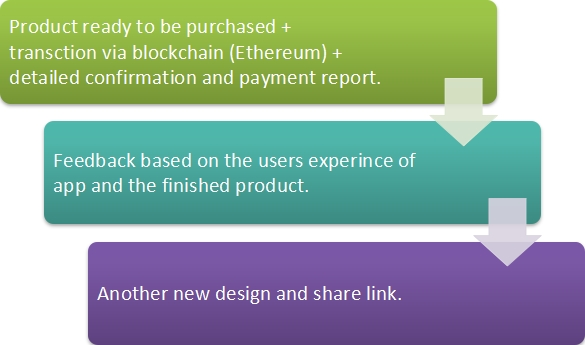 Product ready to be purchased +
transction via blockchain (Ethereum) +
detailed confirmation and payment report.
Feedback based on the users experince of
app and the finished product.
Another new design and share link.